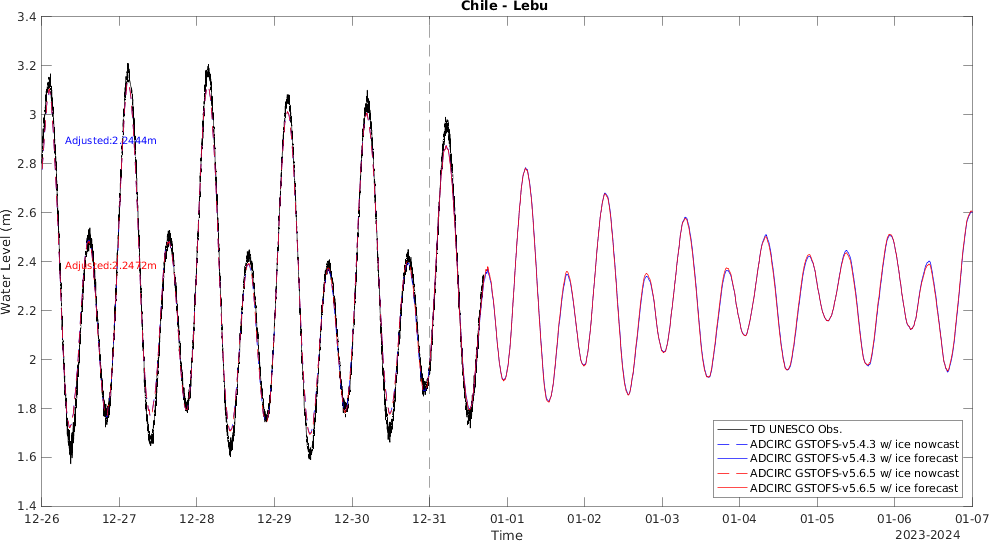 Chile - Lebu
3.4
3.2
3
2.8
2.6
2.4
2.2
2
1.8
1.6
1.4
Water Level (m)
Adjusted:2.2444m
Adjusted:2.2472m
TD UNESCO Obs.
ADCIRC GSTOFS-v5.4.3 w/ ice nowcast
ADCIRC GSTOFS-v5.4.3 w/ ice forecast
ADCIRC GSTOFS-v5.6.5 w/ ice nowcast
ADCIRC GSTOFS-v5.6.5 w/ ice forecast
12-26 12-27 12-28 12-29 12-30 12-31 01-01 01-02 01-03 01-04 01-05 01-06 01-07
Time
2023-2024